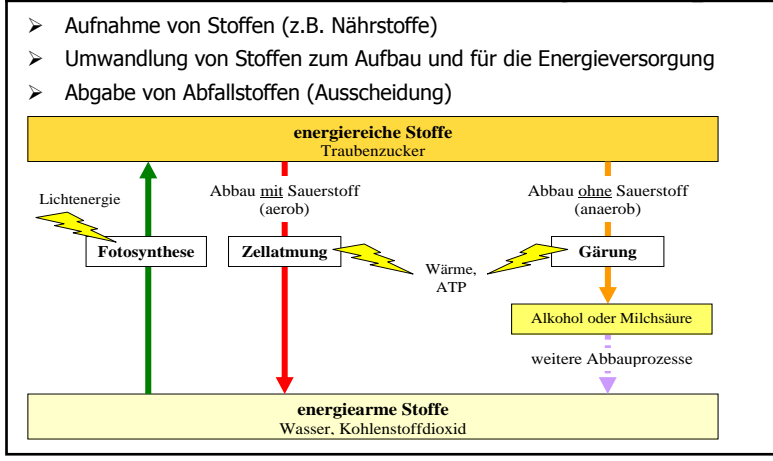 ➢ Aufnahme von Stoffen (z.B. Nährstoffe)
➢ Umwandlung von Stoffen zum Aufbau und für die Energieversorgung
➢ Abgabe von Abfallstoffen (Ausscheidung)
energiereiche Stoffe
Traubenzucker
Lichtenergie
Abbau mit Sauerstoff
(aerob)
Abbau ohne Sauerstoff
(anaerob)
Fotosynthese
Zellatmung
Wärme,
ATP
Gärung
Alkohol oder Milchsäure
weitere Abbauprozesse
energiearme Stoffe
Wasser, Kohlenstoffdioxid